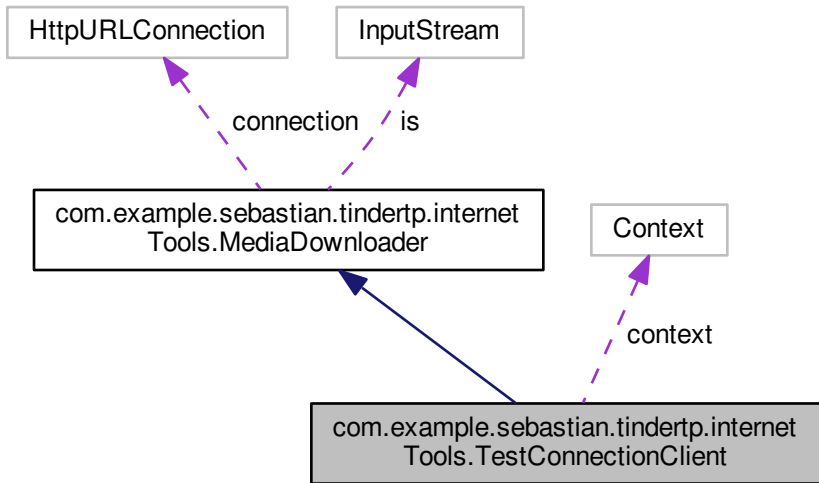 HttpURLConnection
InputStream
connection
is
com.example.sebastian.tindertp.internet
Tools.MediaDownloader
Context
context
com.example.sebastian.tindertp.internet
Tools.TestConnectionClient